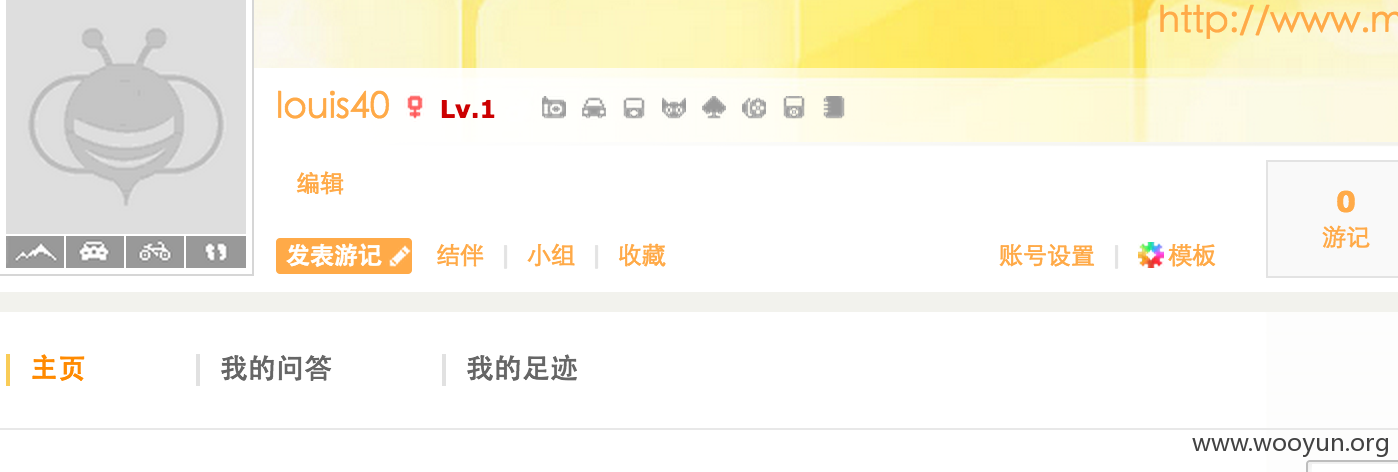 http://www.m
louis40 Lv.1
编辑
0
游记
发表游记 结伴 小组 收藏 账号设置 模板
主页 我的问答 我的足迹
www.wooyun.org